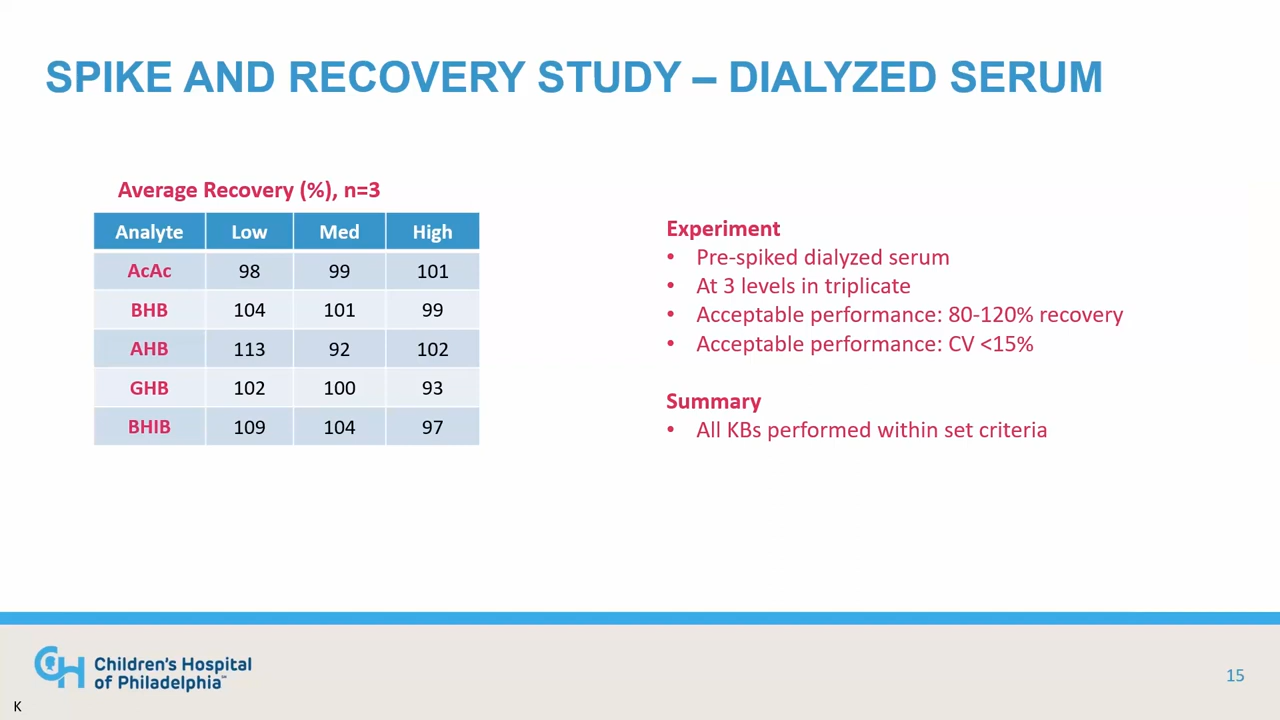 SPIKE AND RECOVERY STUDY – DIALYZED SERUM
Average Recovery (%), n=3
Analyte Low Med High
AcAc 98 99 101
BHB 104 101 99
AHB 113 92 102
GHB 102 100 93
BHIB 109 104 97
Experiment
• Pre-spiked dialyzed serum
• At 3 levels in triplicate
• Acceptable performance: 80-120% recovery
• Acceptable performance: CV <15%
Summary
• All KBs performed within set criteria
CH Children's Hospital
of Philadelphia℠
15
K